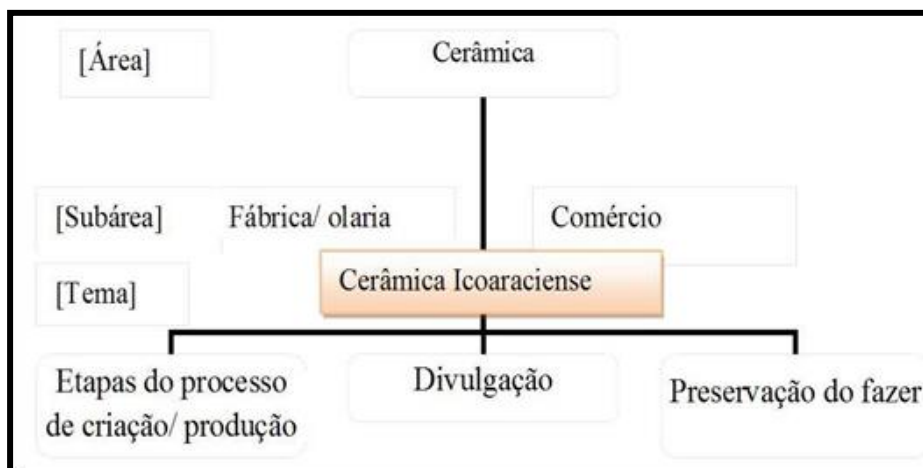 [Área]
Cerâmica
[Subárea]
Fábrica/ olaria
Comércio
Cerâmica Icoaraciense
[Tema]
Etapas do processo
de criação/ produção
Divulgação
Preservação do fazer